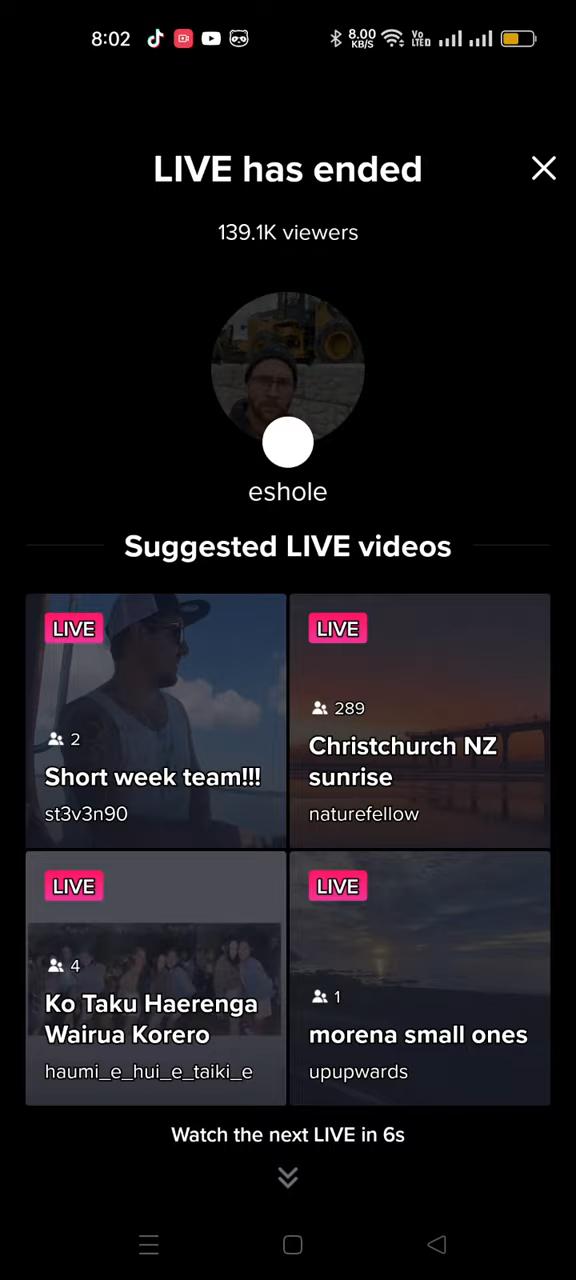 8:02
8.00
KB/S
Vo
LTED
LIVE has ended
139.1K viewers
eshole
Suggested LIVE videos
LIVE
2
Short week team!!!
st3v3n90
LIVE
289
Christchurch NZ
sunrise
naturefellow
LIVE
4
Ko Taku Haerenga
Wairua Korero
haumi_e_hui_e_taiki_e
LIVE
1
morena small ones
upupwards
Watch the next LIVE in 6s